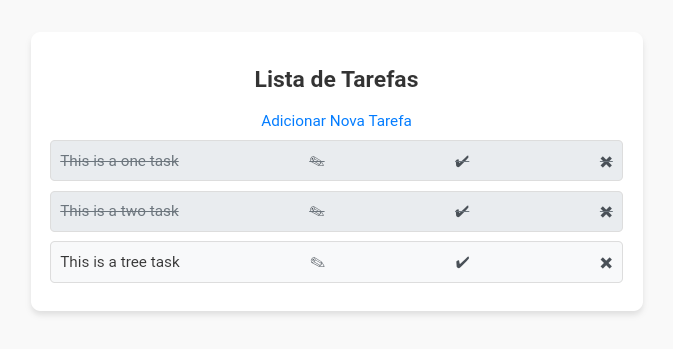 Lista de Tarefas
Adicionar Nova Tarefa
This is a one task ✎ ✔ ✖
This is a two task ✎ ✔ ✖
This is a tree task ✎ ✔ ✖